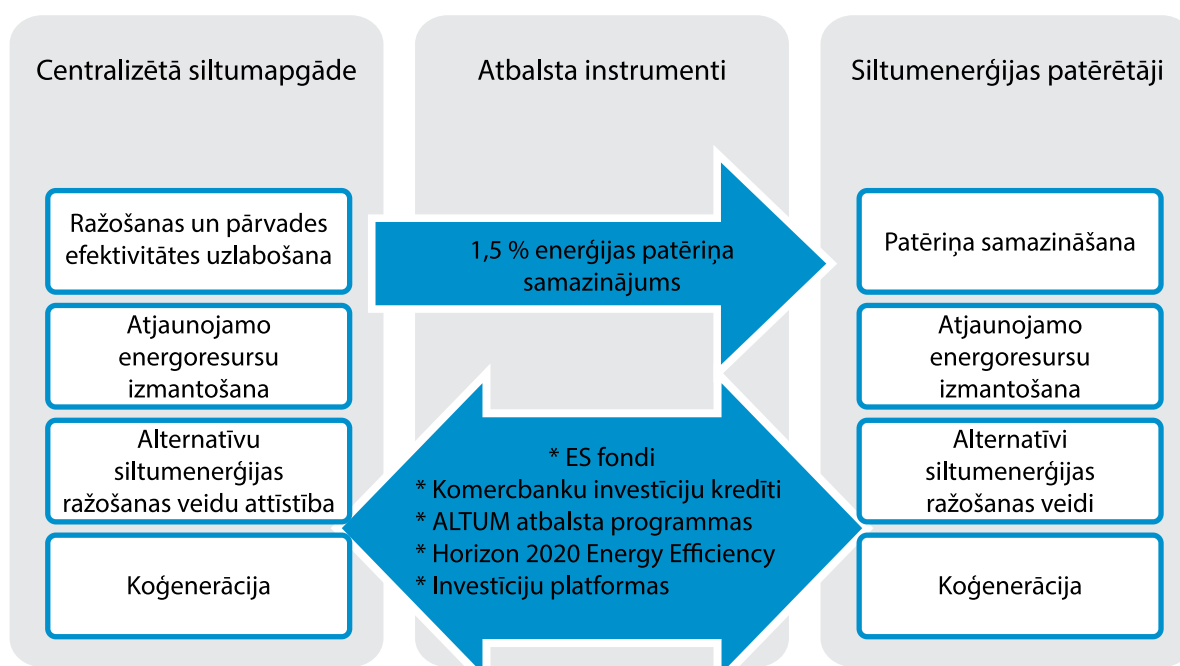 Centralizētā siltumapgāde
Ražošanas un pārvades
efektivitātes uzlabošana
Atjaunojamo
energoresursu
izmantošana
Alternatīvu
siltumenerģijas
ražošanas veidu attīstība
Koģenerācija
Atbalsta instrumenti
1,5 % enerģijas patēriņa
samazinājums
* ES fondi
* Komercbanku investīciju kredīti
* ALTUM atbalsta programmas
* Horizon 2020 Energy Efficiency
* Investīciju platformas
Siltumenerģijas patērētāji
Patēriņa samazināšana
Atjaunojamo
energoresursu
izmantošana
Alternatīvi
siltumenerģijas
ražošanas veidi
Koģenerācija